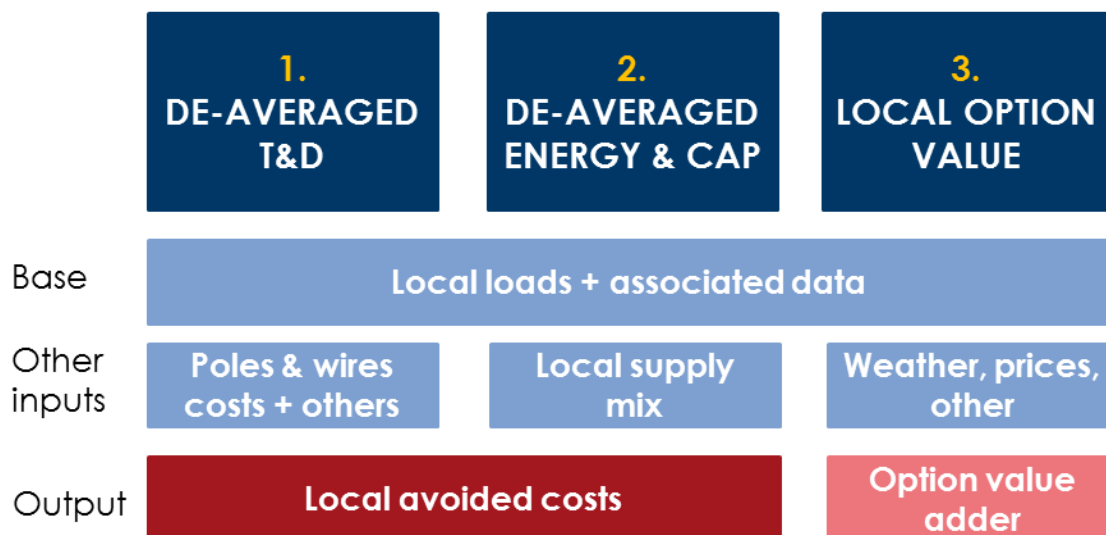 1.
DE-AVERAGED
T&D
2.
DE-AVERAGED
ENERGY & CAP
3.
LOCAL OPTION
VALUE
Base
Local loads + associated data
Other
inputs
Poles & wires
costs + others
Local supply
mix
Weather, prices,
other
Output
Local avoided costs
Option value
adder